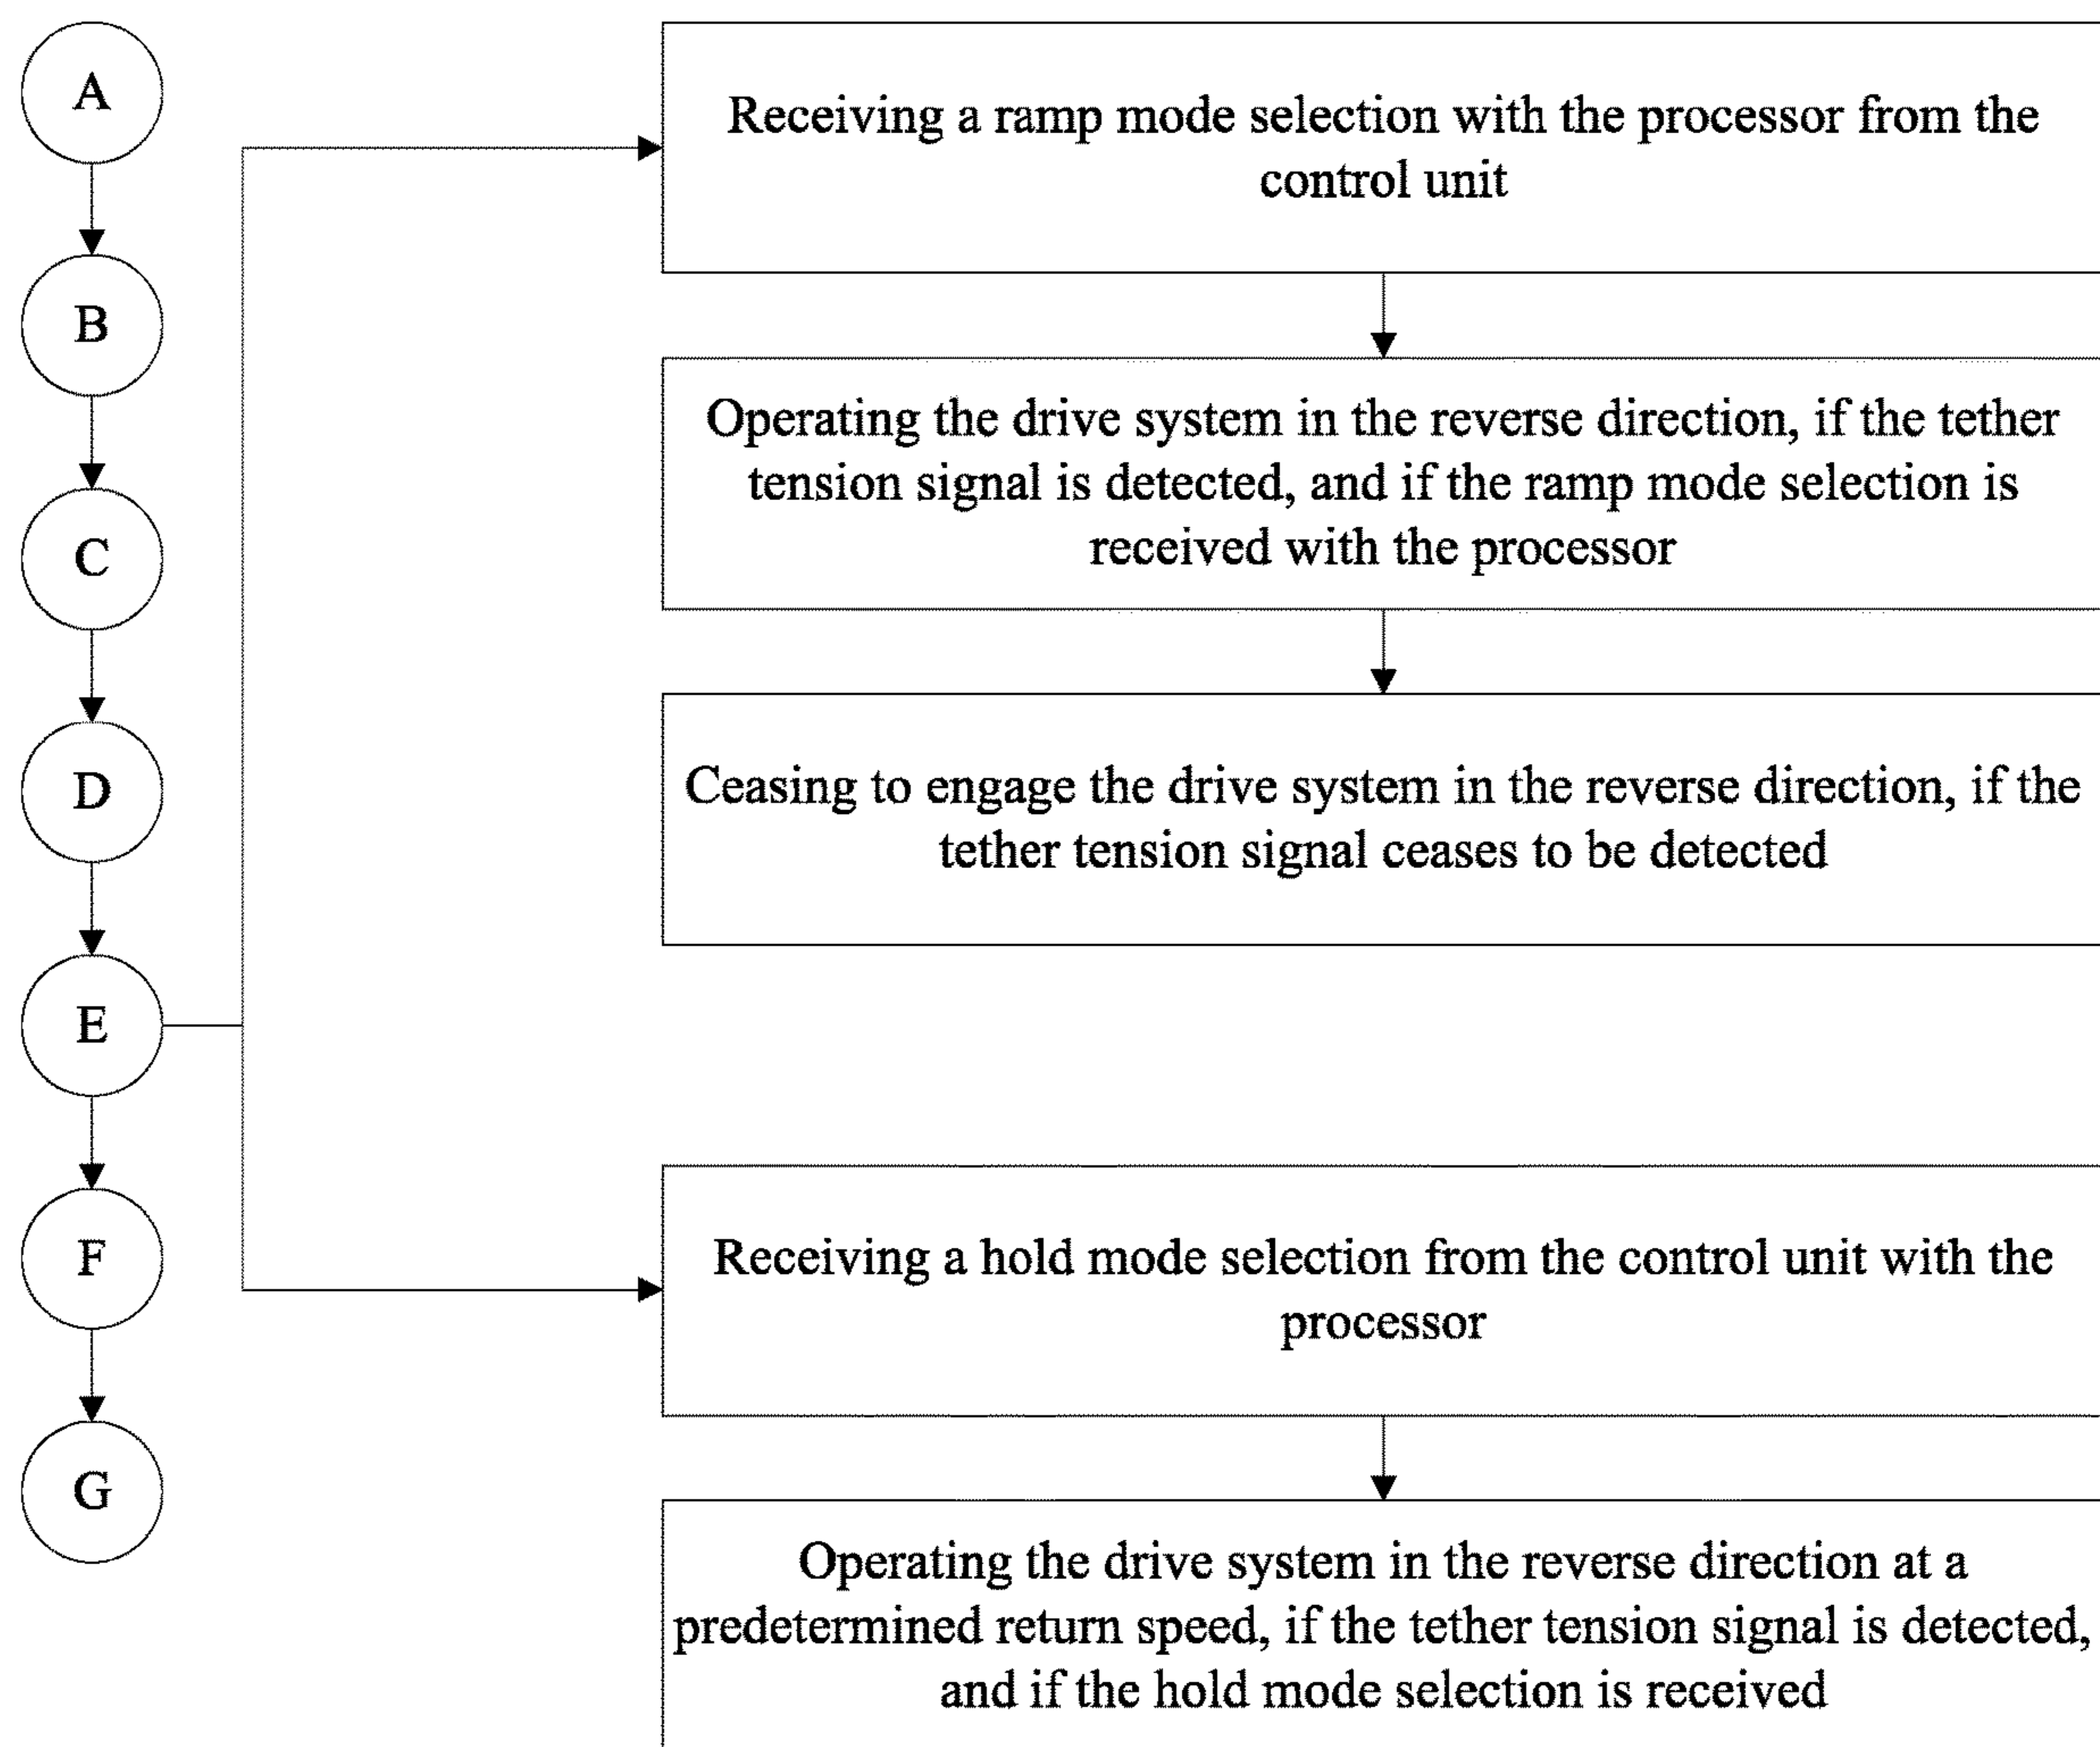 A
B
C
D
E
F
G
Receiving a ramp mode selection with the processor from the
control unit
Operating the drive system in the reverse direction, if the tether
tension signal is detected, and if the ramp mode selection is
received with the processor
Ceasing to engage the drive system in the reverse direction, if the
tether tension signal ceases to be detected
Receiving a hold mode selection from the control unit with the
processor
Operating the drive system in the reverse direction at a
predetermined return speed, if the tether tension signal is detected,
and if the hold mode selection is received